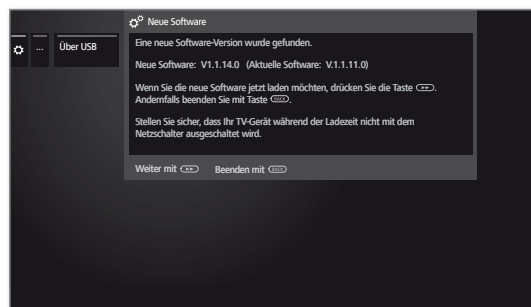 Neue Software
... Über USB
Eine neue Software-Version wurde gefunden.
Neue Software: V1.1.14.0 (Aktuelle Software: V.1.1.11.0)
Wenn Sie die neue Software jetzt laden möchten, drücken Sie die Taste ▶▶.
Andernfalls beenden Sie mit Taste BACK.
Stellen Sie sicher, dass Ihr TV-Gerät während der Ladezeit nicht mit dem
Netzschalter ausgeschaltet wird.
Weiter mit ▶▶ Beenden mit BACK